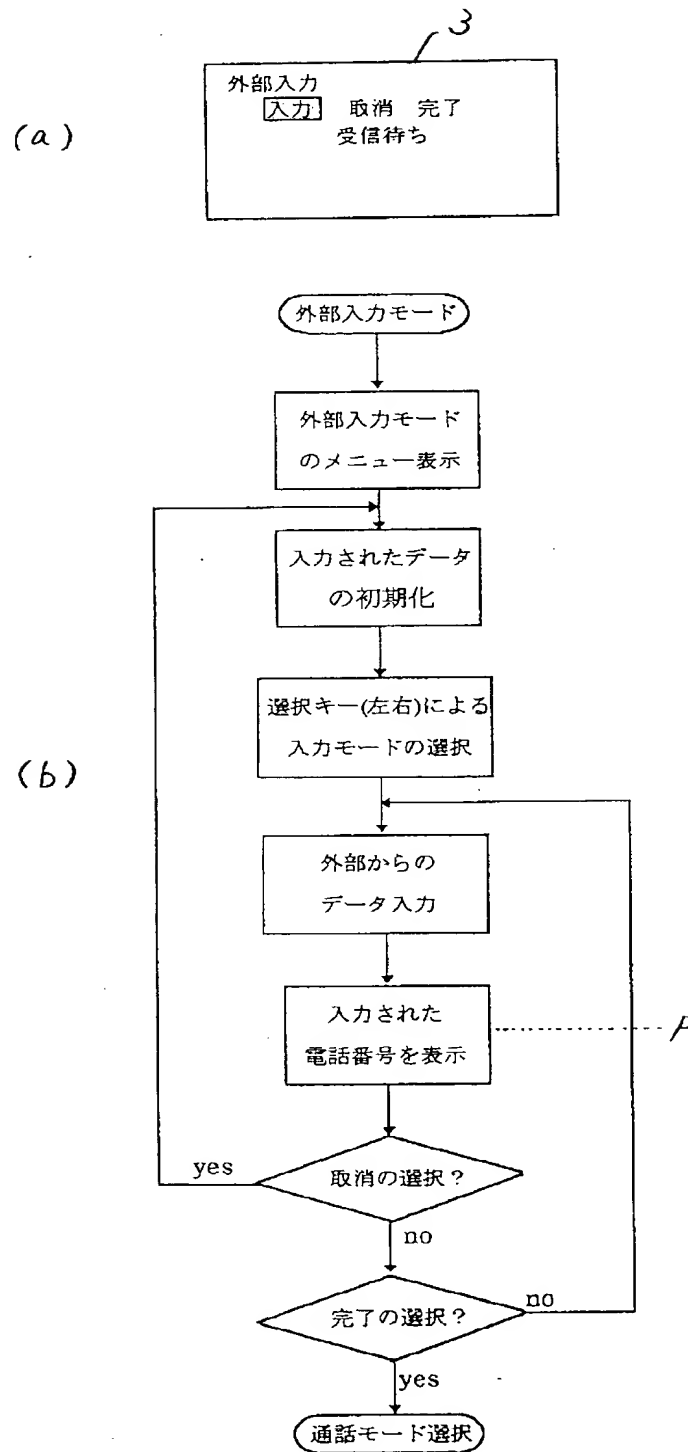 3
(a)
外部入力
入力 取消 完了
受信待ち
(b)
外部入力モード
外部入力モード
のメニュー表示
入力されたデータ
の初期化
選択キー(左右)による
入力モードの選択
外部からの
データ入力
入力された
電話番号を表示
取消の選択?
yes
no
完了の選択?
no
yes
通話モード選択